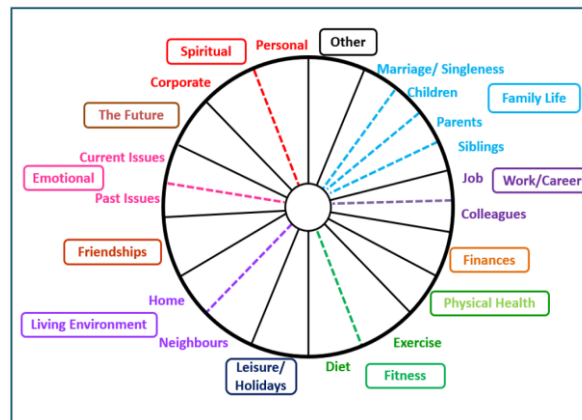 Personal
Other
Spiritual
Marriage/ Singleness
Corporate
Children
Family Life
The Future
Parents
Siblings
Current Issues
Emotional
Job
Work/Career
Past Issues
Colleagues
Friendships
Finances
Home
Physical Health
Living Environment
Neighbours
Exercise
Leisure/
Holidays
Diet
Fitness